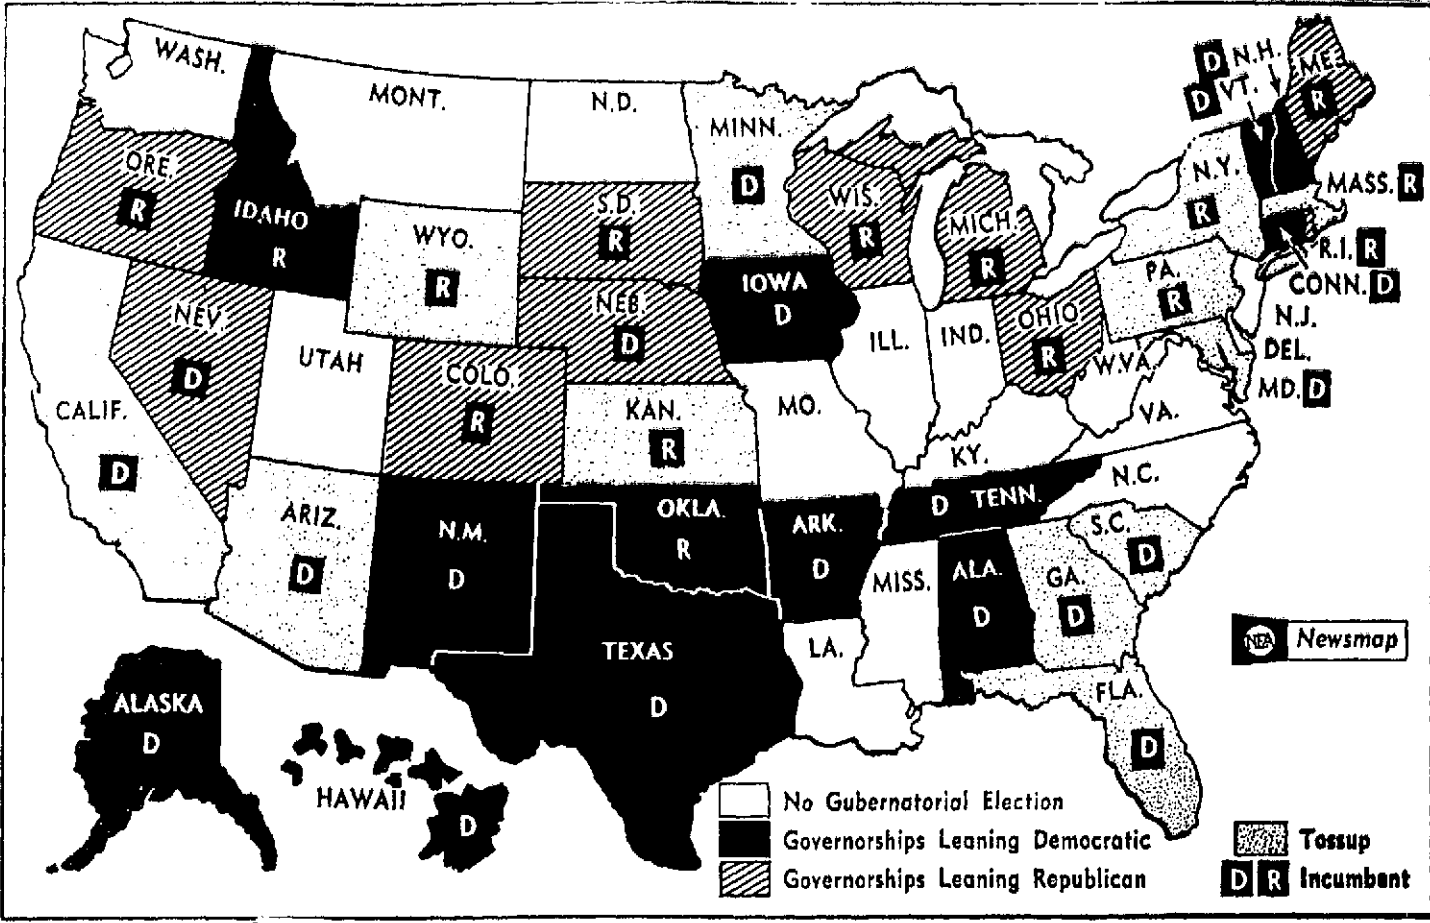 WASH.
MONT.
N.D.
MINN.
D
ORE.
R
IDAHO
R
WYO.
R
S.D.
R
WIS.
R
MICH.
R
D N.H.
D VT.
ME.
R
N.Y.
R
MASS. R
R.I. R
CONN. D
N.J.
DEL.
MD. D
PA.
R
NEV.
D
UTAH
COLO.
R
NEB.
D
IOWA
D
ILL.
IND.
OHIO
R
W.VA.
VA.
CALIF.
D
KAN.
R
MO.
KY.
N.C.
ARIZ.
D
N.M.
D
OKLA.
R
ARK.
D
D TENN.
S.C.
D
MISS.
ALA.
D
GA.
D
TEXAS
D
LA.
FLA.
D
NEA Newsmap
ALASKA
D
HAWAII
D
No Gubernatorial Election
Governorships Leaning Democratic
Governorships Leaning Republican
Tossup
D R Incumbent